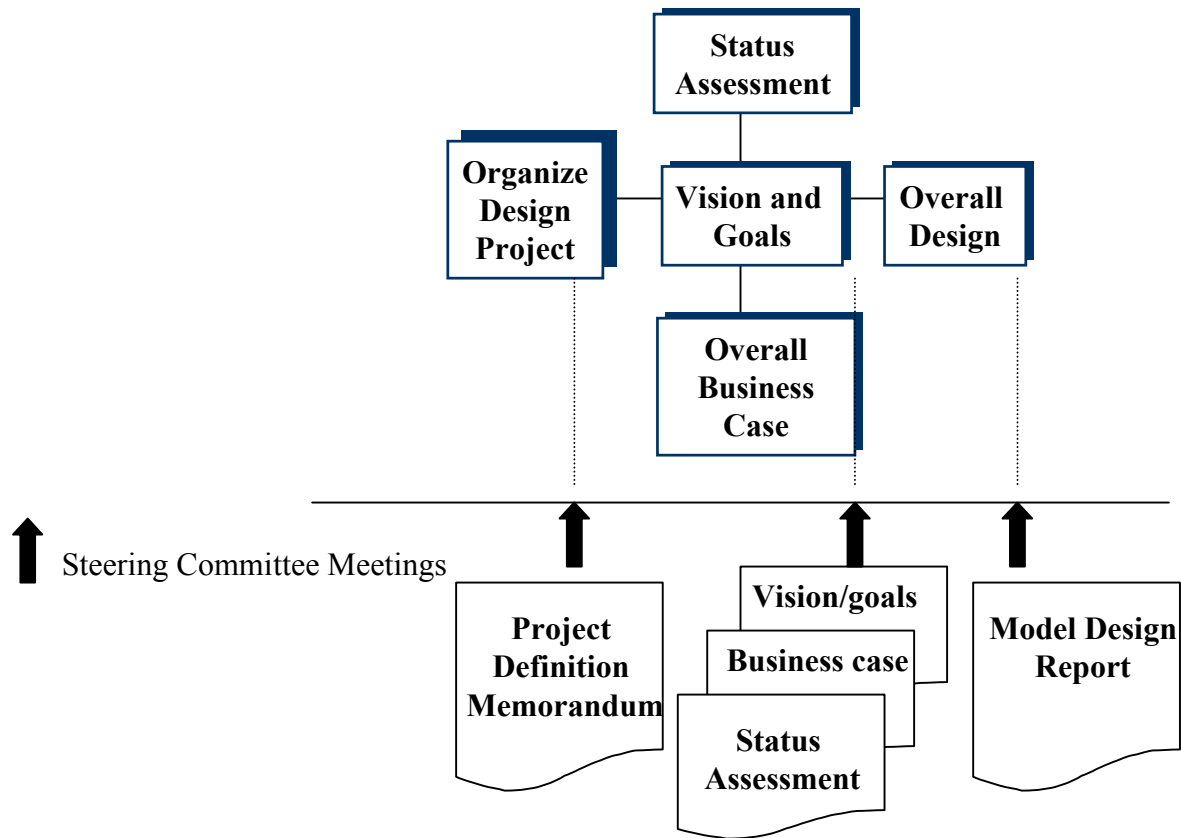 Status
Assessment
Organize
Design
Project
Vision and
Goals
Overall
Design
Overall
Business
Case
Steering Committee Meetings
Project
Definition
Memorandum
Vision/goals
Business case
Status
Assessment
Model Design
Report